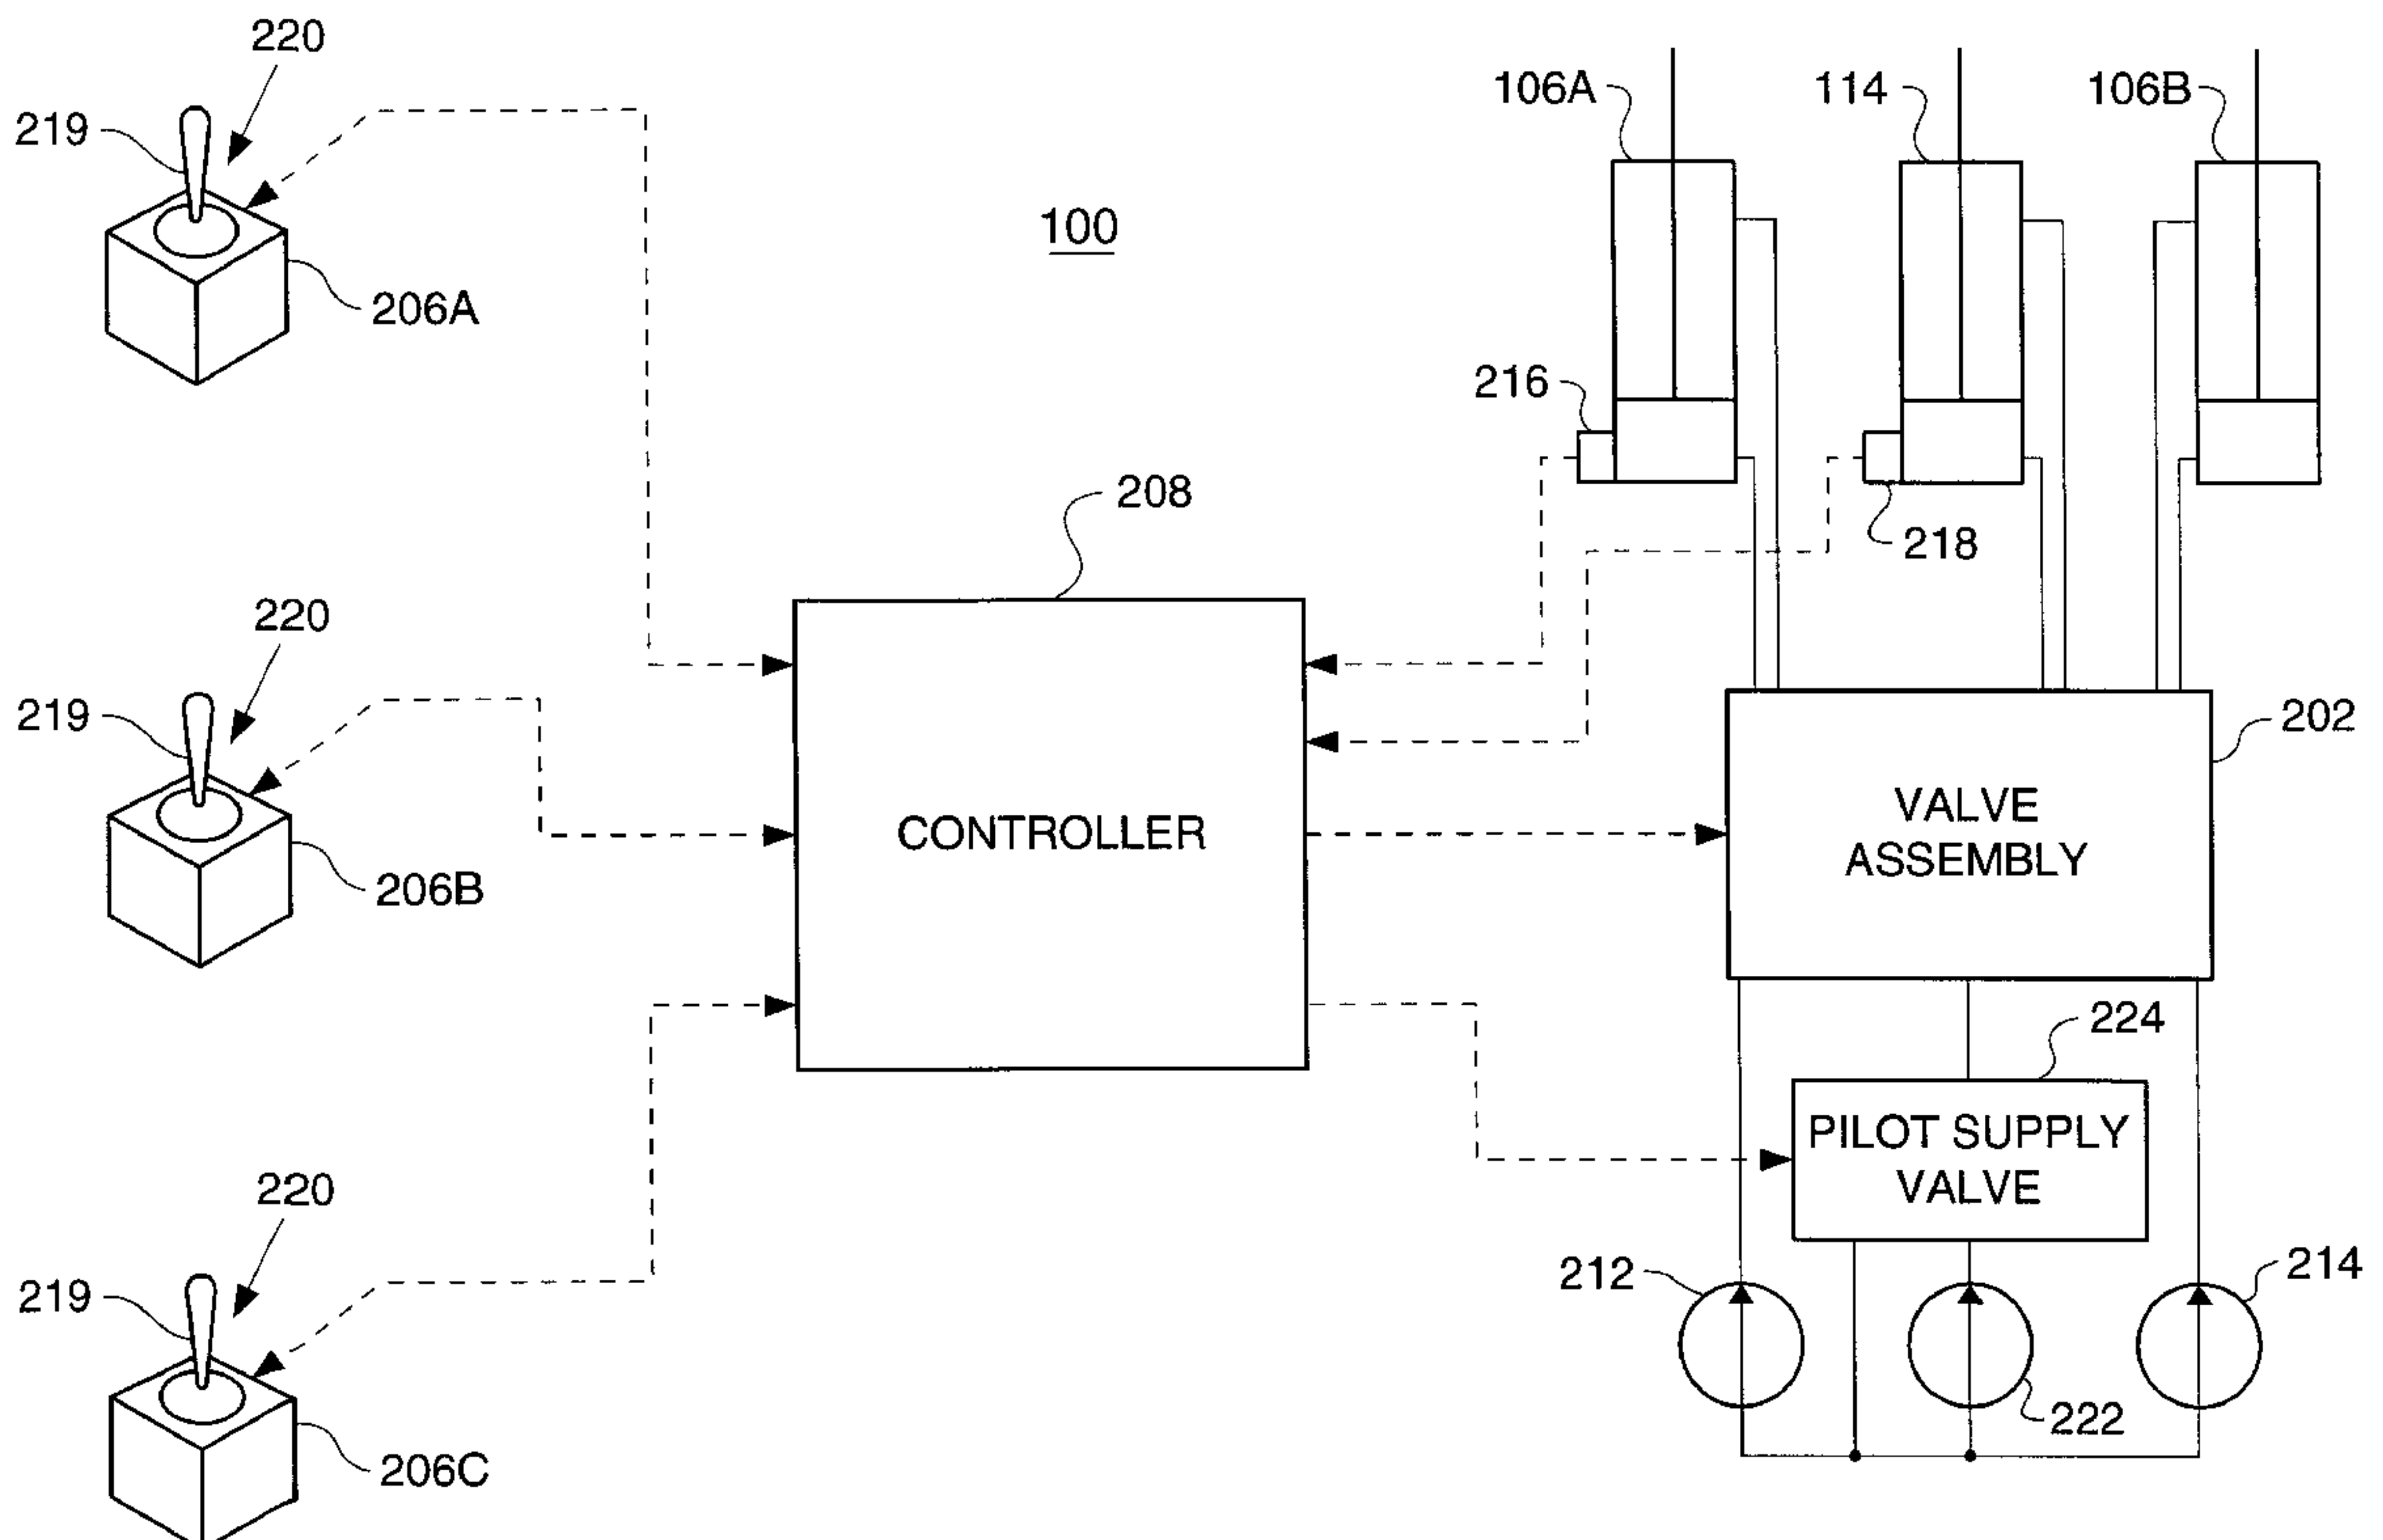 220
219
206A
100
106A
114
106B
216
218
208
220
219
206B
CONTROLLER
202
VALVE
ASSEMBLY
224
PILOT SUPPLY
VALVE
220
219
206C
212
214
222